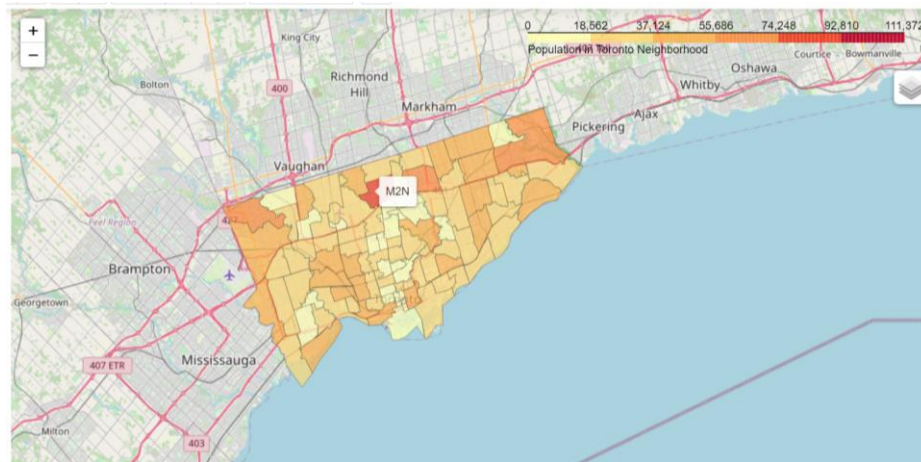 +
−
King City
Bolton
400
Richmond
Hill
Markham
Vaughan
Peel Region
Brampton
Georgetown
407 ETR
Mississauga
Milton
403
M2N
0 18,562 37,124 55,686 74,248 92,810 111,372
Population in Toronto Neighborhood
Courtice
Bowmanville
Oshawa
Whitby
Ajax
Pickering
Toronto